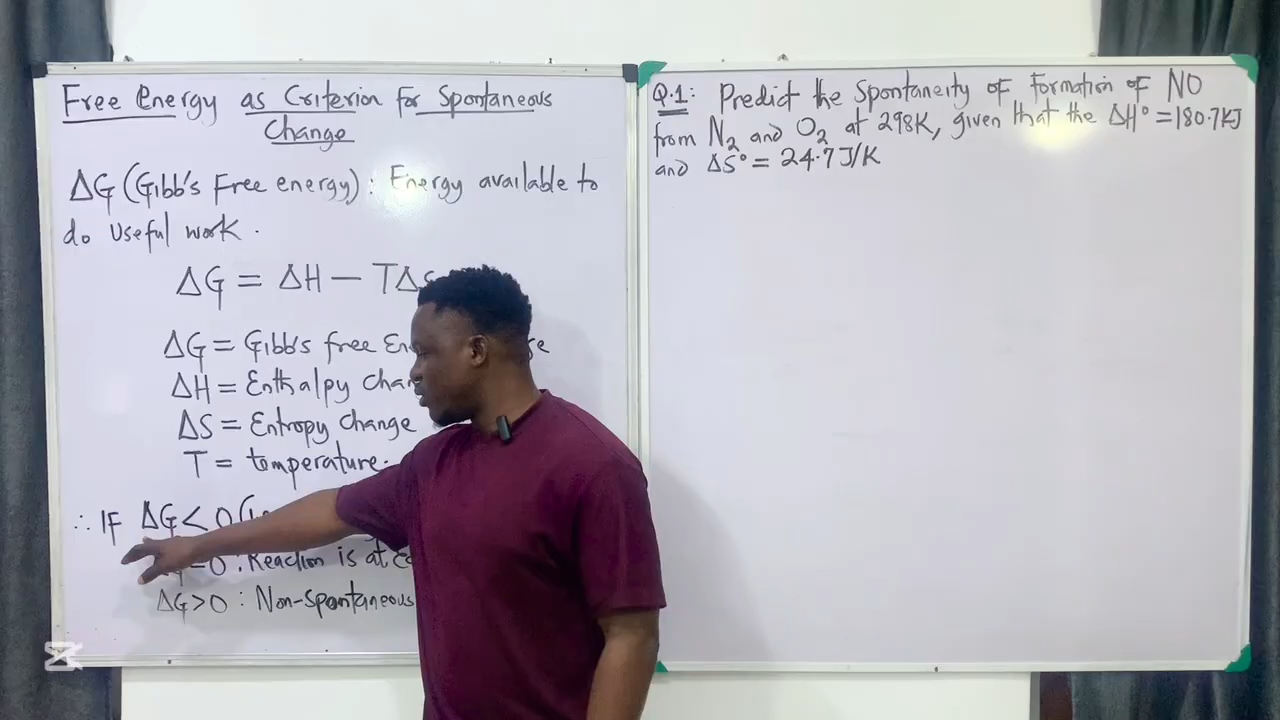 Free Energy as Criterion for Spontaneous
Change
ΔG (Gibb's Free energy) : Energy available to
do useful work.
ΔG = ΔH - TΔS
ΔG = Gibb's free
ΔH = Enthalpy
ΔS = Entropy change
T = temperature.
∴ IF ΔG < 0
=0 : Reaction is at
ΔG > 0 : Non-Spontaneous
Q.1: Predict the Spontaneity of Formation of NO
from N2 and O2 at 298K, given that the ΔH° = 180.7KJ
and ΔS° = 24.7 J/K